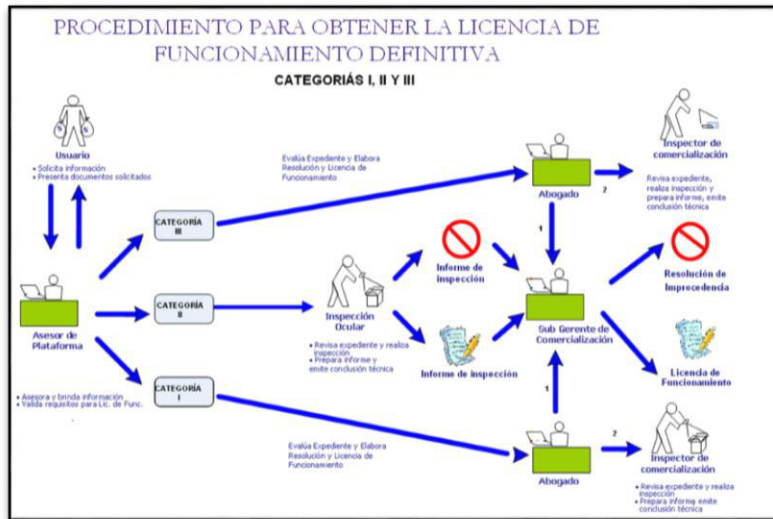 PROCEDIMIENTO PARA OBTENER LA LICENCIA DE
FUNCIONAMIENTO DEFINITIVA
CATEGORIÁS I, II Y III
Usuario
• Solicita información
• Presenta documentos solicitados
Evalúa Expediente y Elabora
Resolución y Licencia de
Funcionamiento
Abogado
2
Inspector de
comercialización
Revisa expediente,
realiza inspección y
prepara informe, emite
conclusión técnica
CATEGORÍA
III
1
Informe de
inspección
Resolución de
Improcedencia
CATEGORÍA
II
Asesor de
Plataforma
Inspección
Ocular
• Revisa expediente y realiza
inspección
• Prepara informe y
emite conclusión técnica
Sub Gerente de
Comercialización
Informe de inspección
Licencia de
Funcionamiento
• Asesora y brinda información
• Valida requisitos para Lic. de Func.
CATEGORÍA
I
1
Evalúa Expediente y Elabora
Resolución y Licencia de
Funcionamiento
Abogado
2
Inspector de
comercialización
• Revisa expediente y realiza
inspección
• Prepara informe emite
conclusión técnica